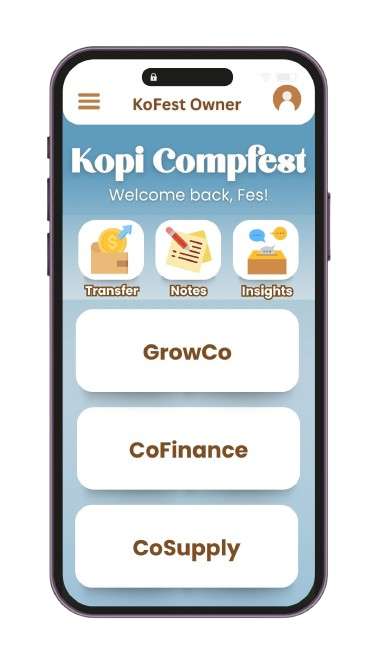 KoFest Owner
Kopi Compfest
Welcome back, Fes!
Transfer Notes Insights
GrowCo
CoFinance
CoSupply